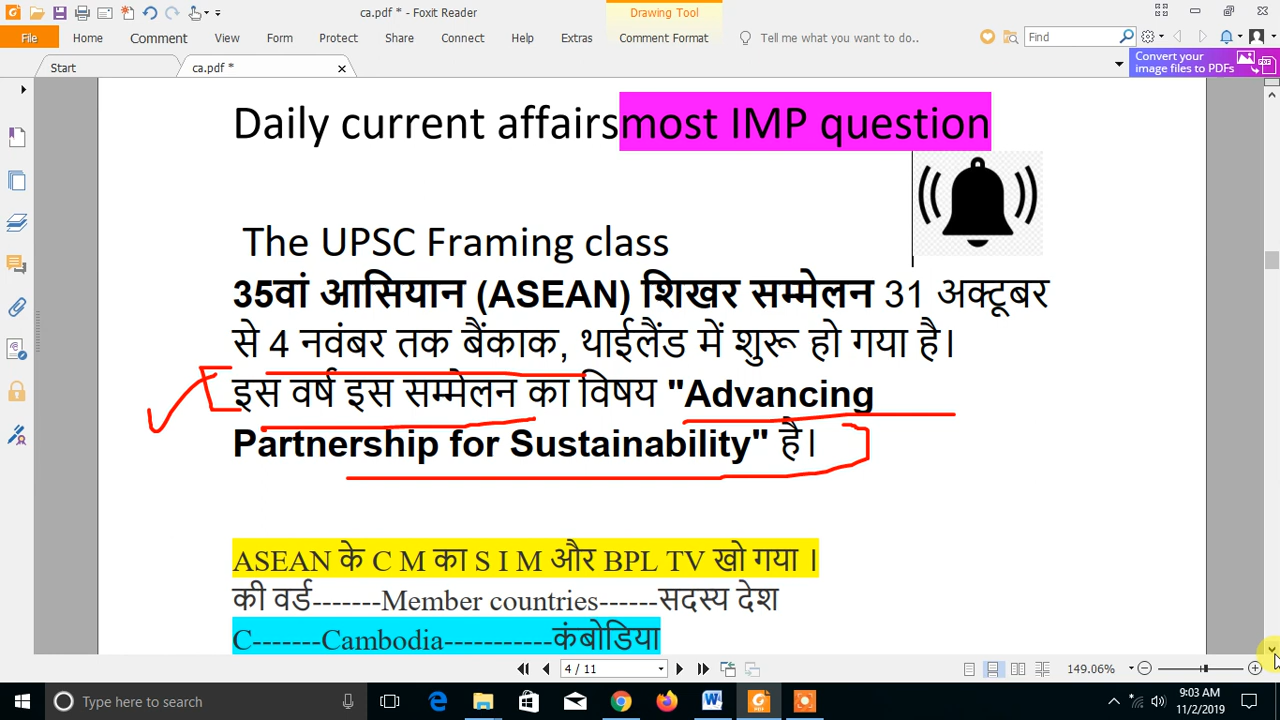 ca.pdf * - Foxit Reader
Drawing Tool
File Home Comment View Form Protect Share Connect Help Extras Comment Format Tell me what you want to do.. Find
Start ca.pdf *
Convert your
image files to PDFs
Daily current affairsmost IMP question
The UPSC Framing class
35वां आसियान (ASEAN) शिखर सम्मेलन 31 अक्टूबर
से 4 नवंबर तक बैंकाक, थाईलैंड में शुरू हो गया है।
इस वर्ष इस सम्मेलन का विषय "Advancing
Partnership for Sustainability" है।
ASEAN के C M का S I M और BPL TV खो गया ।
की वर्ड-------Member countries------सदस्य देश
C-------Cambodia-----------कंबोडिया
4 / 11 149.06%
Type here to search
9:03 AM
11/2/2019